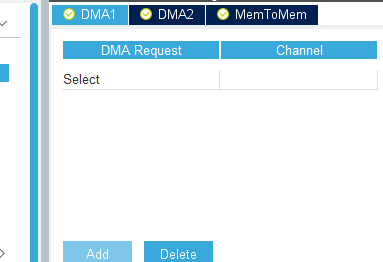 DMA1 DMA2 MemToMem
DMA Request Channel
Select
Add Delete